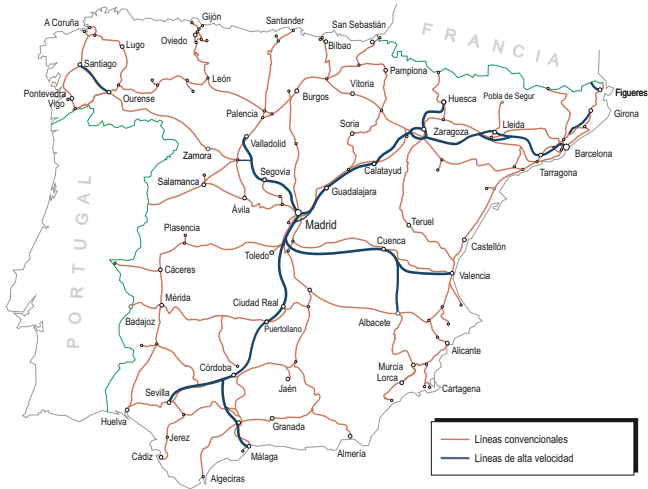 A Coruña
Gijón
Santander
San Sebastián
FRANCIA
Oviedo
Bilbao
Lugo
Santiago
León
Pamplona
Pontevedra
Vigo
Ourense
Palencia
Burgos
Vitoria
Huesca
Pobla de Segur
Figueres
Girona
Soria
Zaragoza
Lleida
Valladolid
Barcelona
Zamora
Segovia
Calatayud
Tarragona
Salamanca
Guadalajara
Ávila
Madrid
Teruel
PORTUGAL
Plasencia
Toledo
Cuenca
Castellón
Cáceres
Valencia
Mérida
Ciudad Real
Badajoz
Puertollano
Albacete
Alicante
Córdoba
Murcia
Lorca
Sevilla
Jaén
Cartagena
Huelva
Granada
Jerez
Cádiz
Málaga
Almería
Algeciras
Líneas convencionales
Líneas de alta velocidad